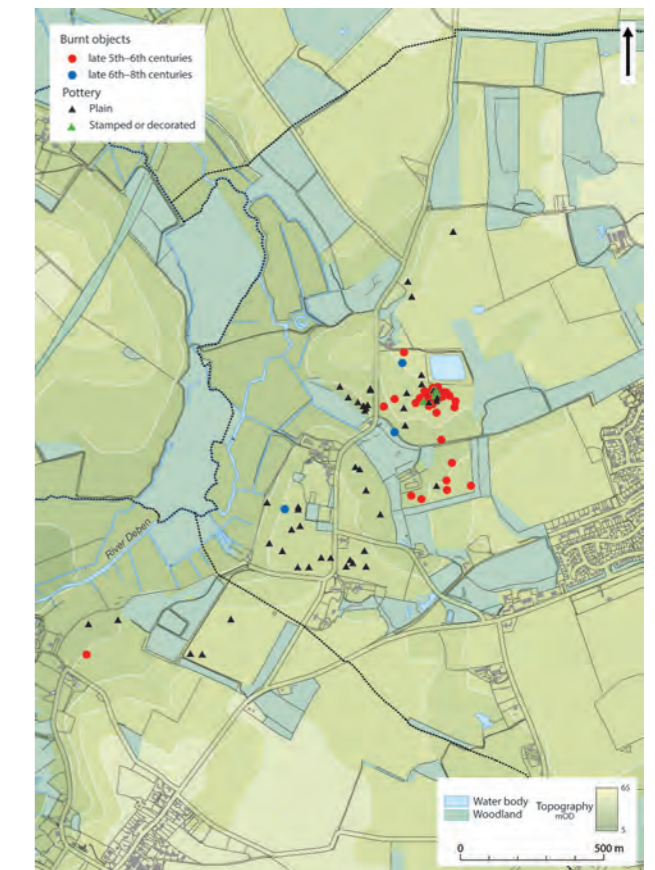 Burnt objects
late 5th–6th centuries
late 6th–8th centuries
Pottery
Plain
Stamped or decorated
River Deben
Water body
Woodland
Topography
mOD
65
5
0 500 m